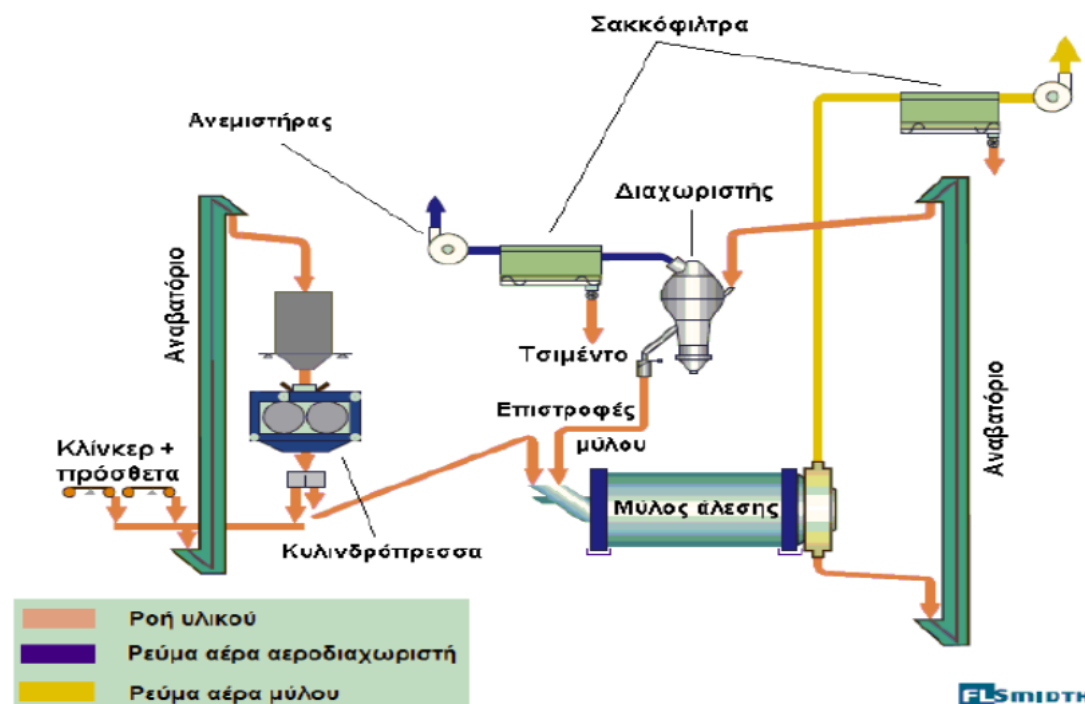 Σακκόφιλτρα
Ανεμιστήρας
Διαχωριστής
Αναβατόριο
Τσιμέντο
Επιστροφές
μύλου
Αναβατόριο
Κλίνκερ +
πρόσθετα
Μύλος άλεσης
Κυλινδρόπρεσσα
Ροή υλικού
Ρεύμα αέρα αεροδιαχωριστή
Ρεύμα αέρα μύλου
FLSMIDTH